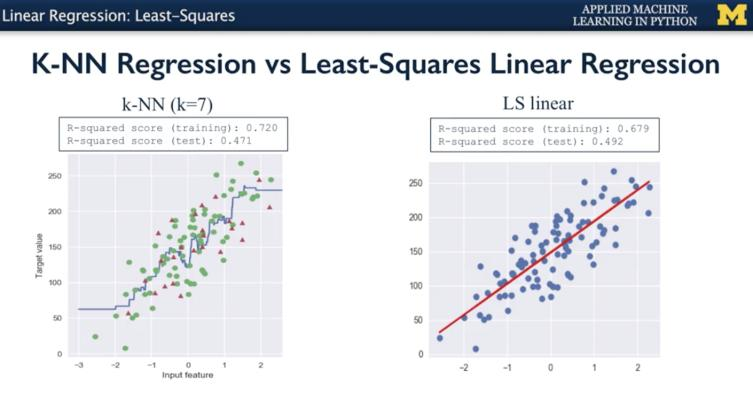 Linear Regression: Least-Squares
APPLIED MACHINE
LEARNING IN PYTHON
M
K-NN Regression vs Least-Squares Linear Regression
k-NN (k=7)
R-squared score (training): 0.720
R-squared score (test): 0.471
250
200
150
100
50
0
Target value
-3 -2 -1 0 1 2
Input feature
LS linear
R-squared score (training): 0.679
R-squared score (test): 0.492
250
200
150
100
50
0
-2 -1 0 1 2